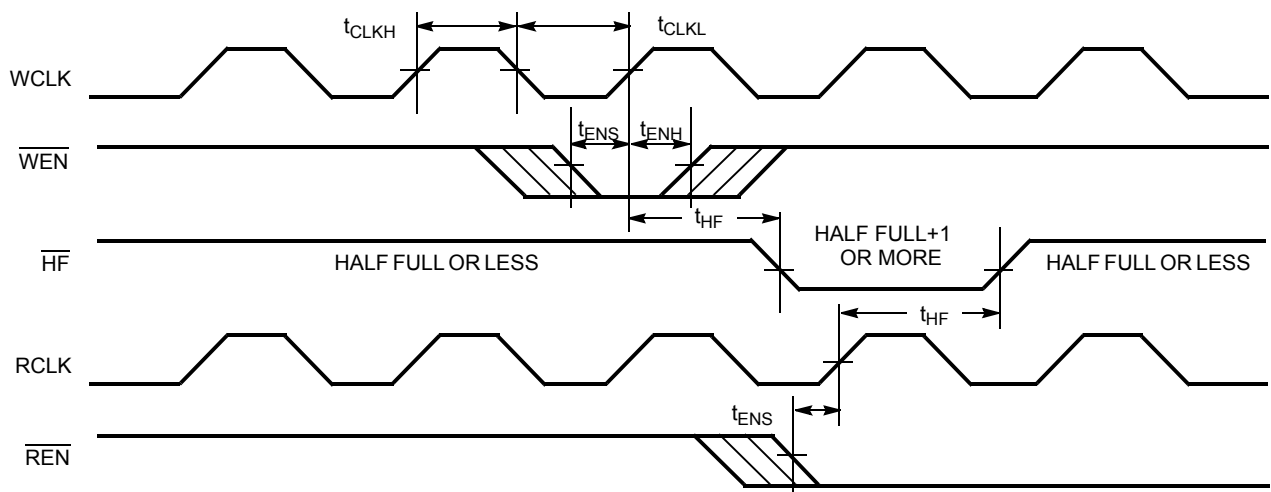 tCLKH
tCLKL
WCLK
tENS
tENH
WEN
tHF
HF
HALF FULL OR LESS
HALF FULL+1
OR MORE
HALF FULL OR LESS
tHF
RCLK
tENS
REN